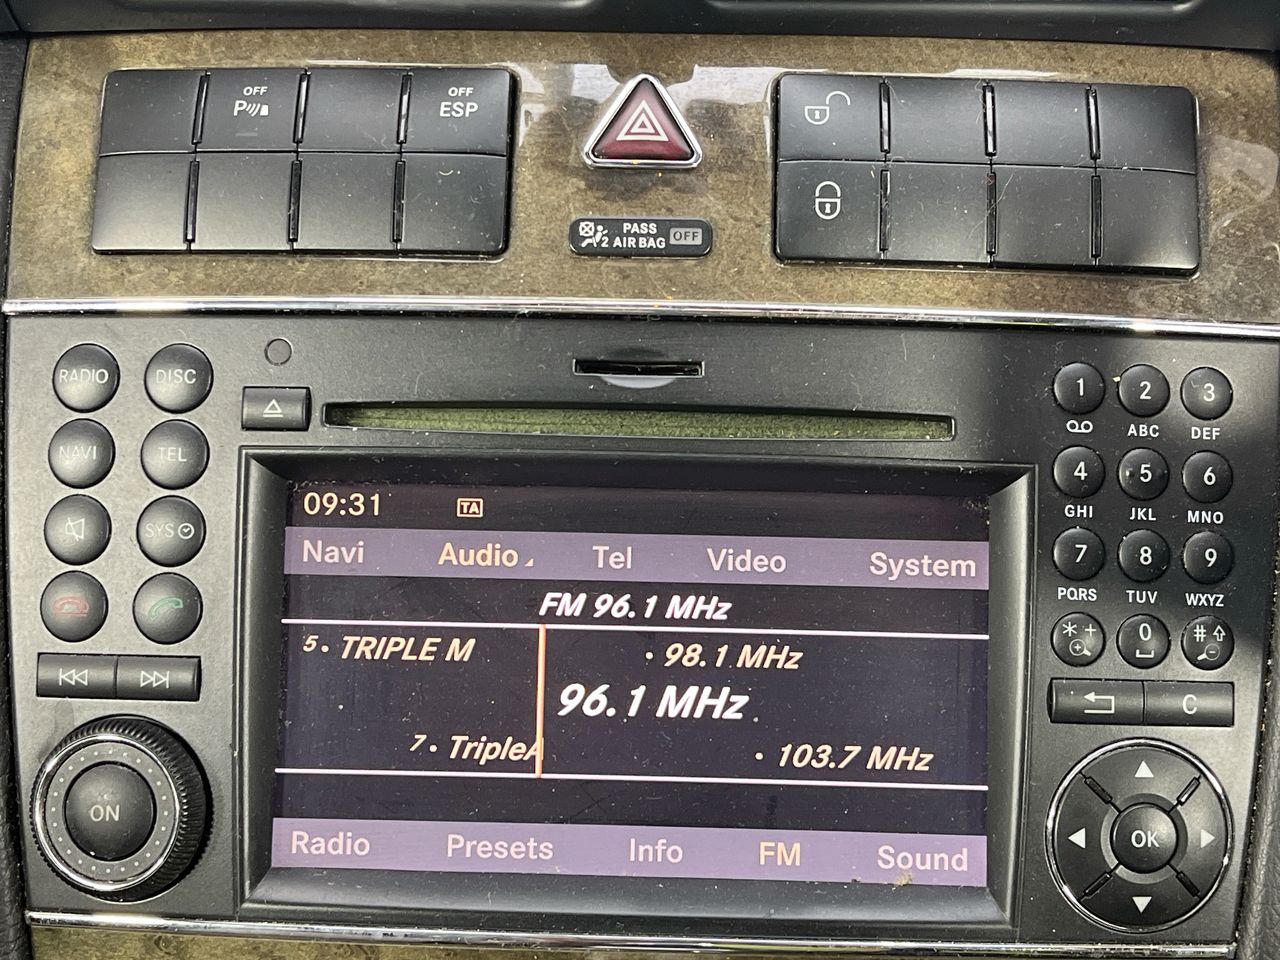 OFF
P
OFF
ESP
PASS
2 AIRBAG OFF
RADIO
DISC
NAVI
TEL
SYS
ON
09:31 TA
Navi Audio Tel Video System
FM 96.1 MHz
5. TRIPLE M · 98.1 MHz
96.1 MHz
7. TripleA · 103.7 MHz
Radio Presets Info FM Sound
1 2 3
ABC DEF
4 5 6
GHI JKL MNO
7 8 9
PQRS TUV WXYZ
* + 0 #
C
OK